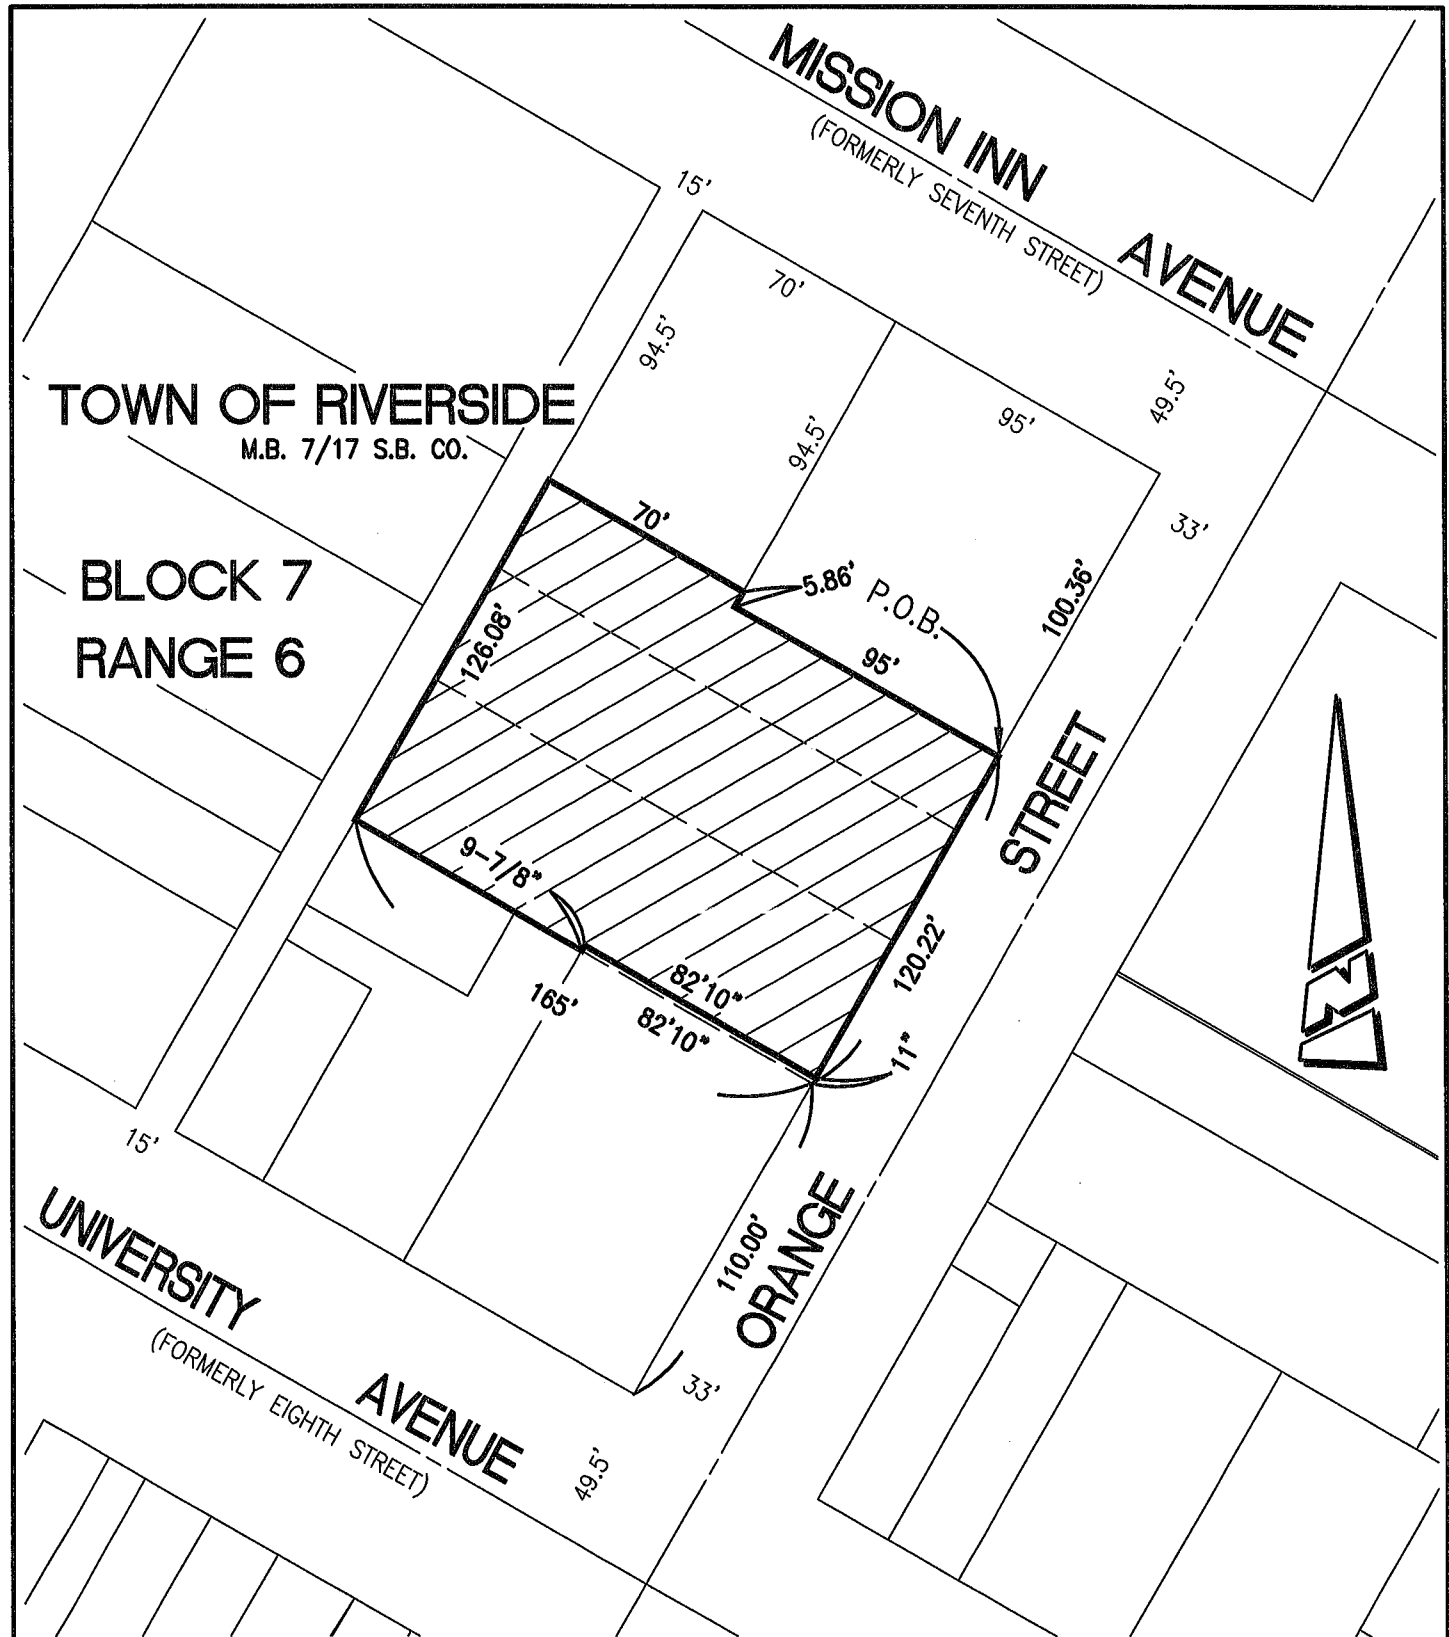 MISSION INN AVENUE
(FORMERLY SEVENTH STREET)
15'
70'
94.5'
94.5'
95'
49.5'
33'
TOWN OF RIVERSIDE
M.B. 7/17 S.B. CO.
BLOCK 7
RANGE 6
70'
5.86'
P.O.B.
100.36'
95'
126.08'
STREET
9-7/8"
120.22'
82'10"
165'
82'10"
11"
15'
ORANGE
110.00'
UNIVERSITY AVENUE
(FORMERLY EIGHTH STREET)
33'
49.5'